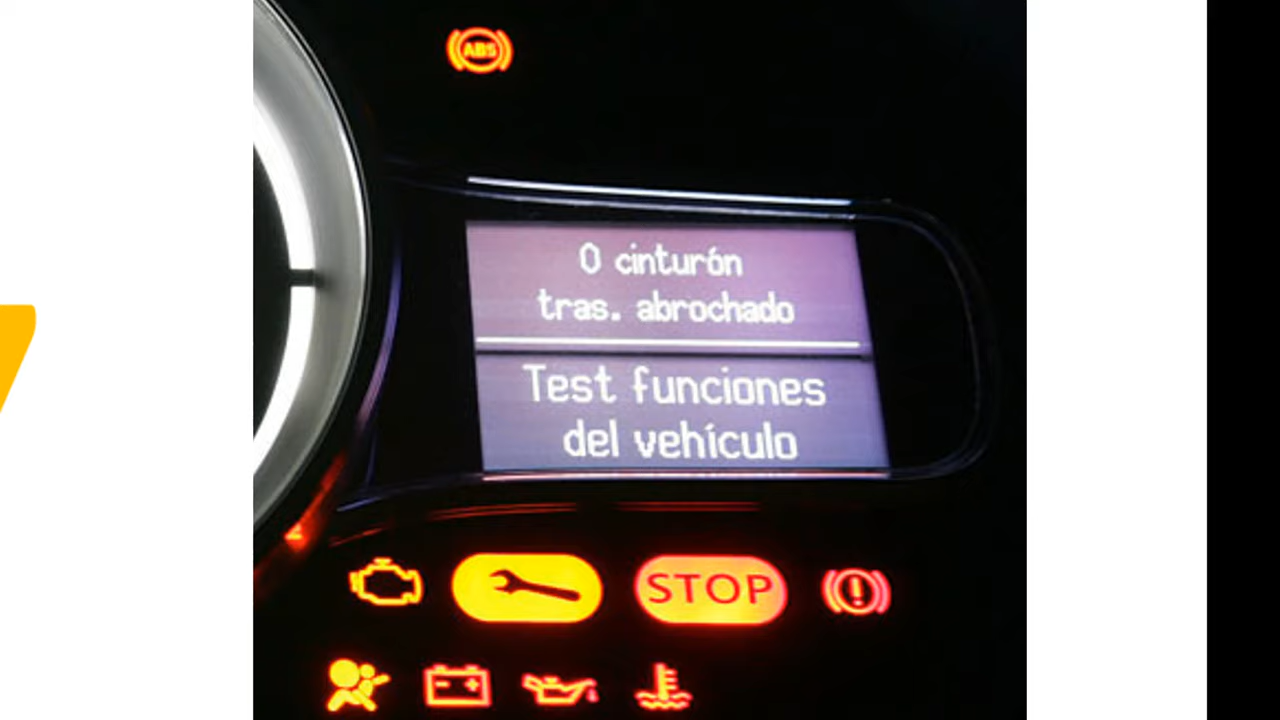 ABS
0 cinturón
tras. abrochado
Test funciones
del vehículo
STOP